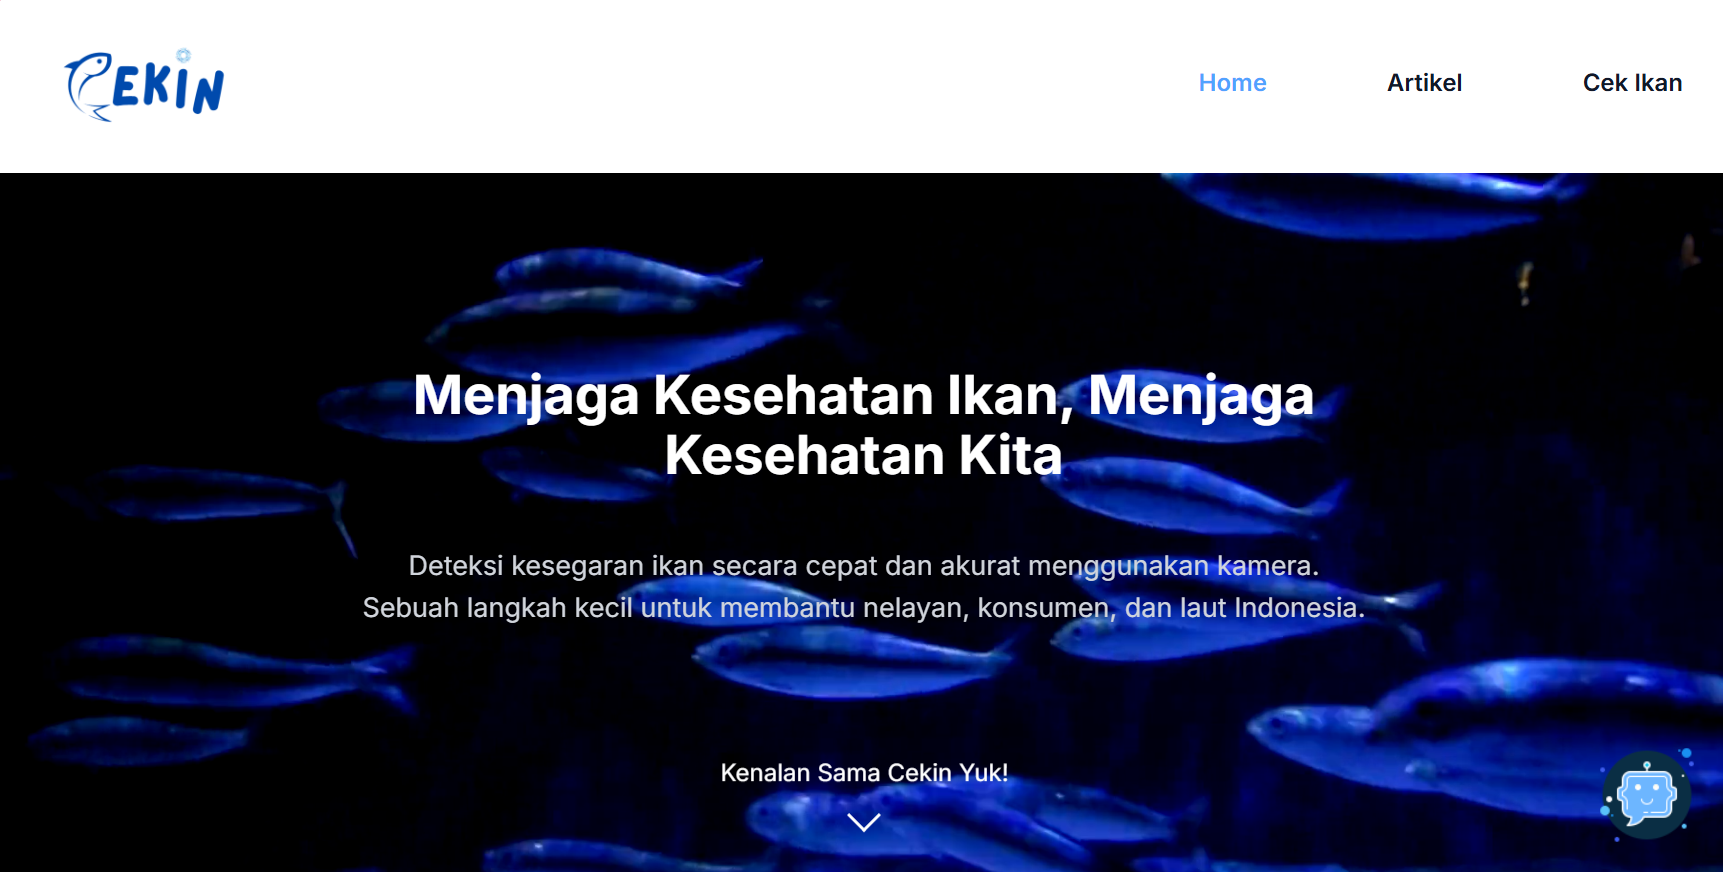 CEKIN
Home
Artikel
Cek Ikan
Menjaga Kesehatan Ikan, Menjaga
Kesehatan Kita
Deteksi kesegaran ikan secara cepat dan akurat menggunakan kamera.
Sebuah langkah kecil untuk membantu nelayan, konsumen, dan laut Indonesia.
Kenalan Sama Cekin Yuk!